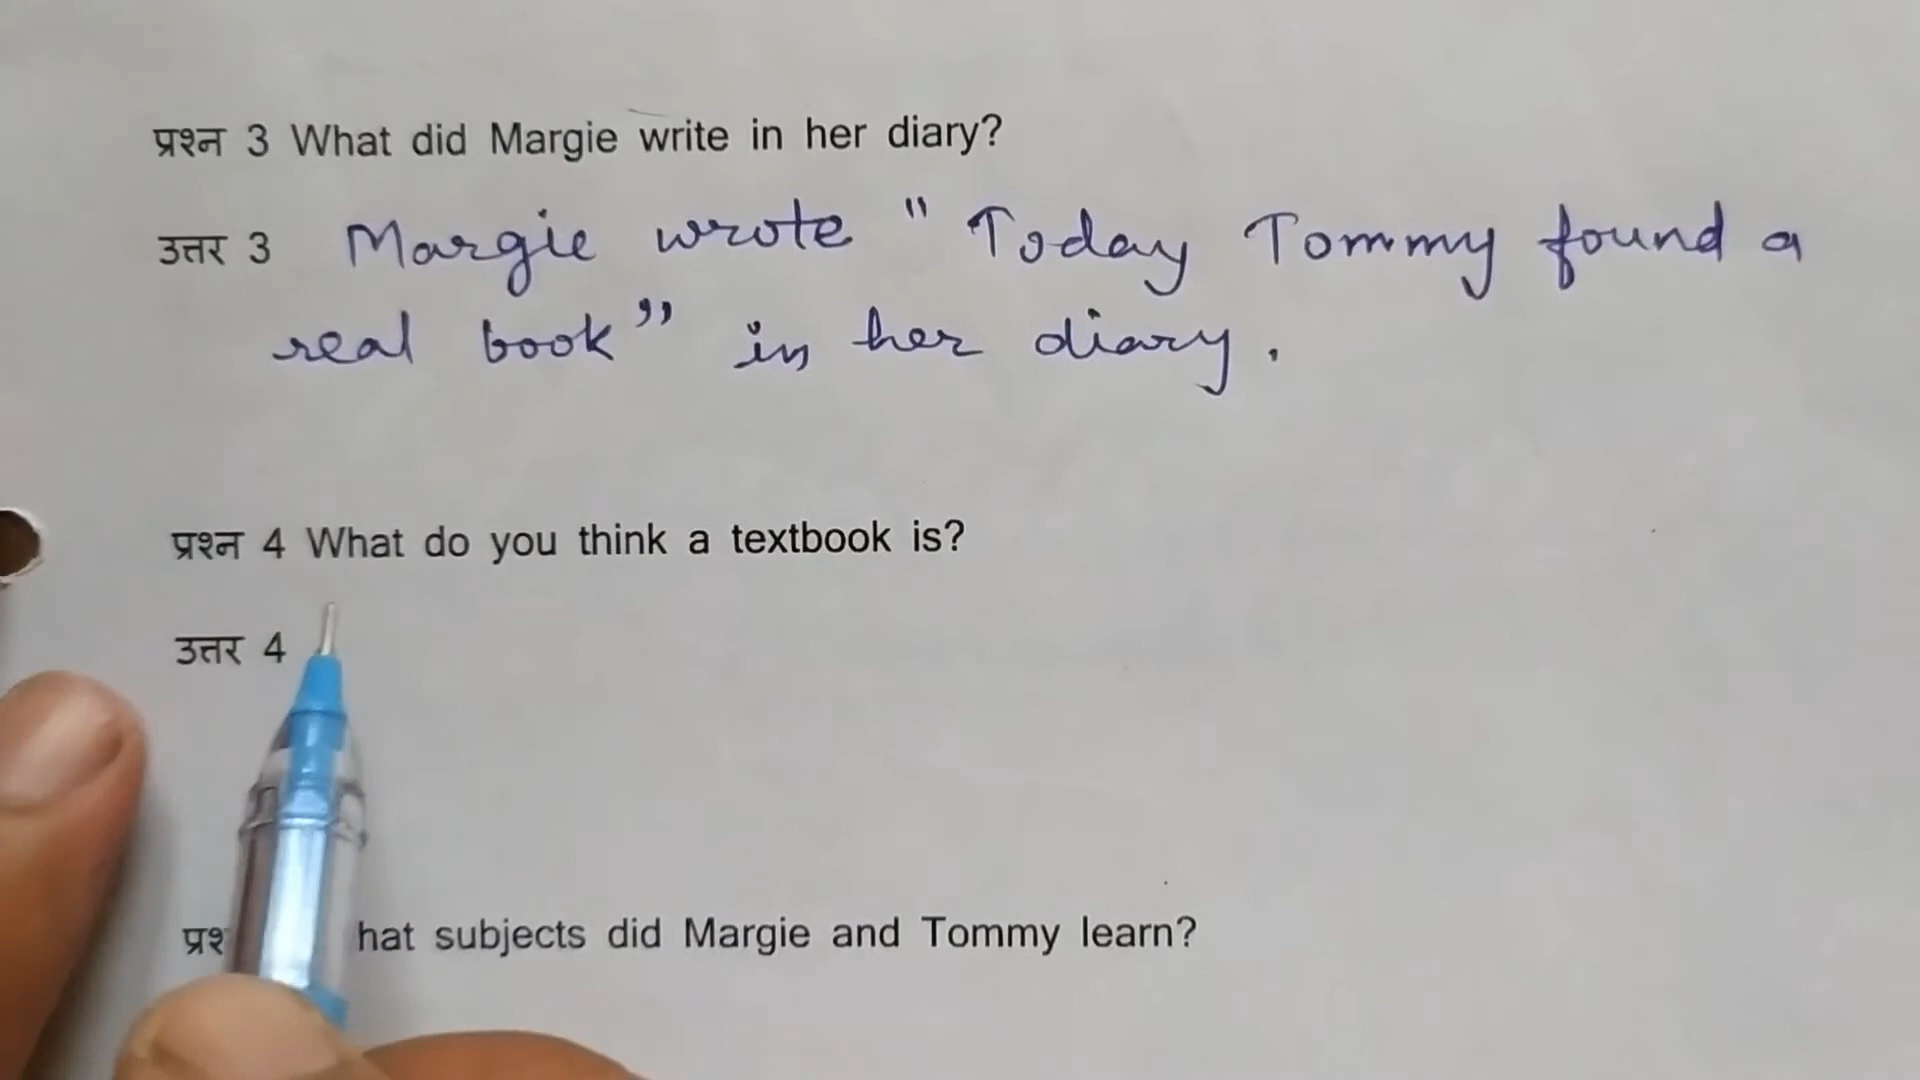 प्रश्न 3 What did Margie write in her diary?
उत्तर 3 Margie wrote " Today Tommy found a
real book" in her diary.
प्रश्न 4 What do you think a textbook is?
उत्तर 4
hat subjects did Margie and Tommy learn?